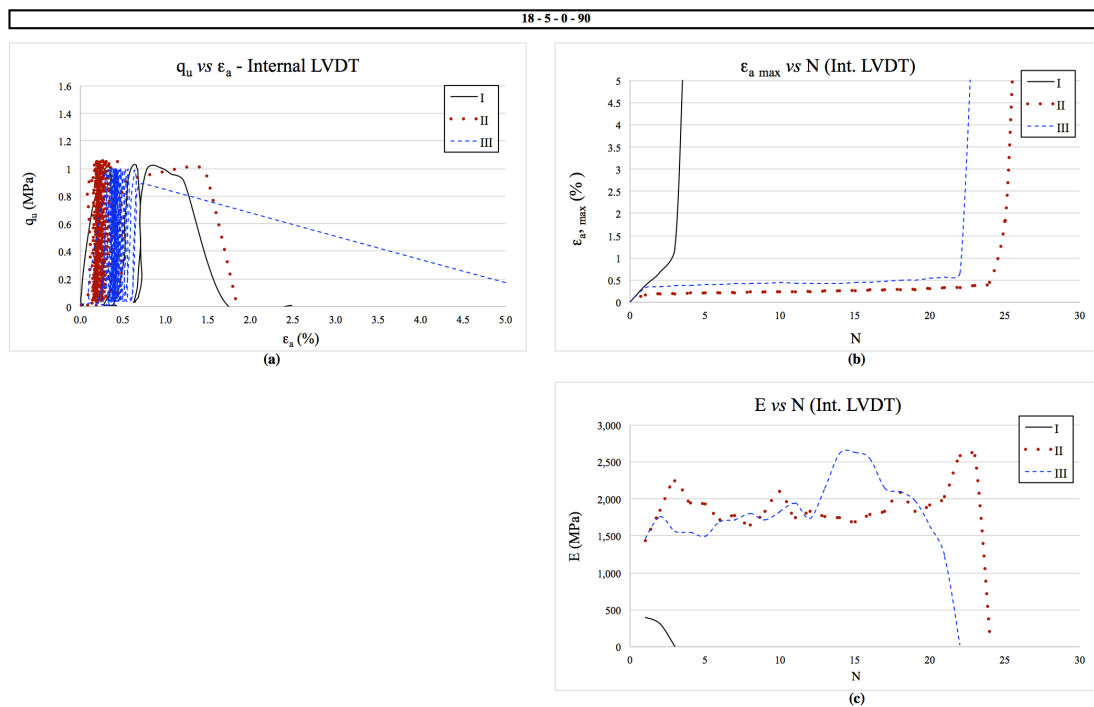 18 - 5 - 0 - 90
qu vs εa - Internal LVDT
I
II
III
1.6
1.4
1.2
1
0.8
0.6
0.4
0.2
0
qu (MPa)
0.0 0.5 1.0 1.5 2.0 2.5 3.0 3.5 4.0 4.5 5.0
εa (%)
(a)
εa max vs N (Int. LVDT)
I
II
III
5
4.5
4
3.5
3
2.5
2
1.5
1
0.5
0
εa, max (%)
0 5 10 15 20 25 30
N
(b)
E vs N (Int. LVDT)
I
II
III
3,000
2,500
2,000
1,500
1,000
500
0
E (MPa)
0 5 10 15 20 25 30
N
(c)